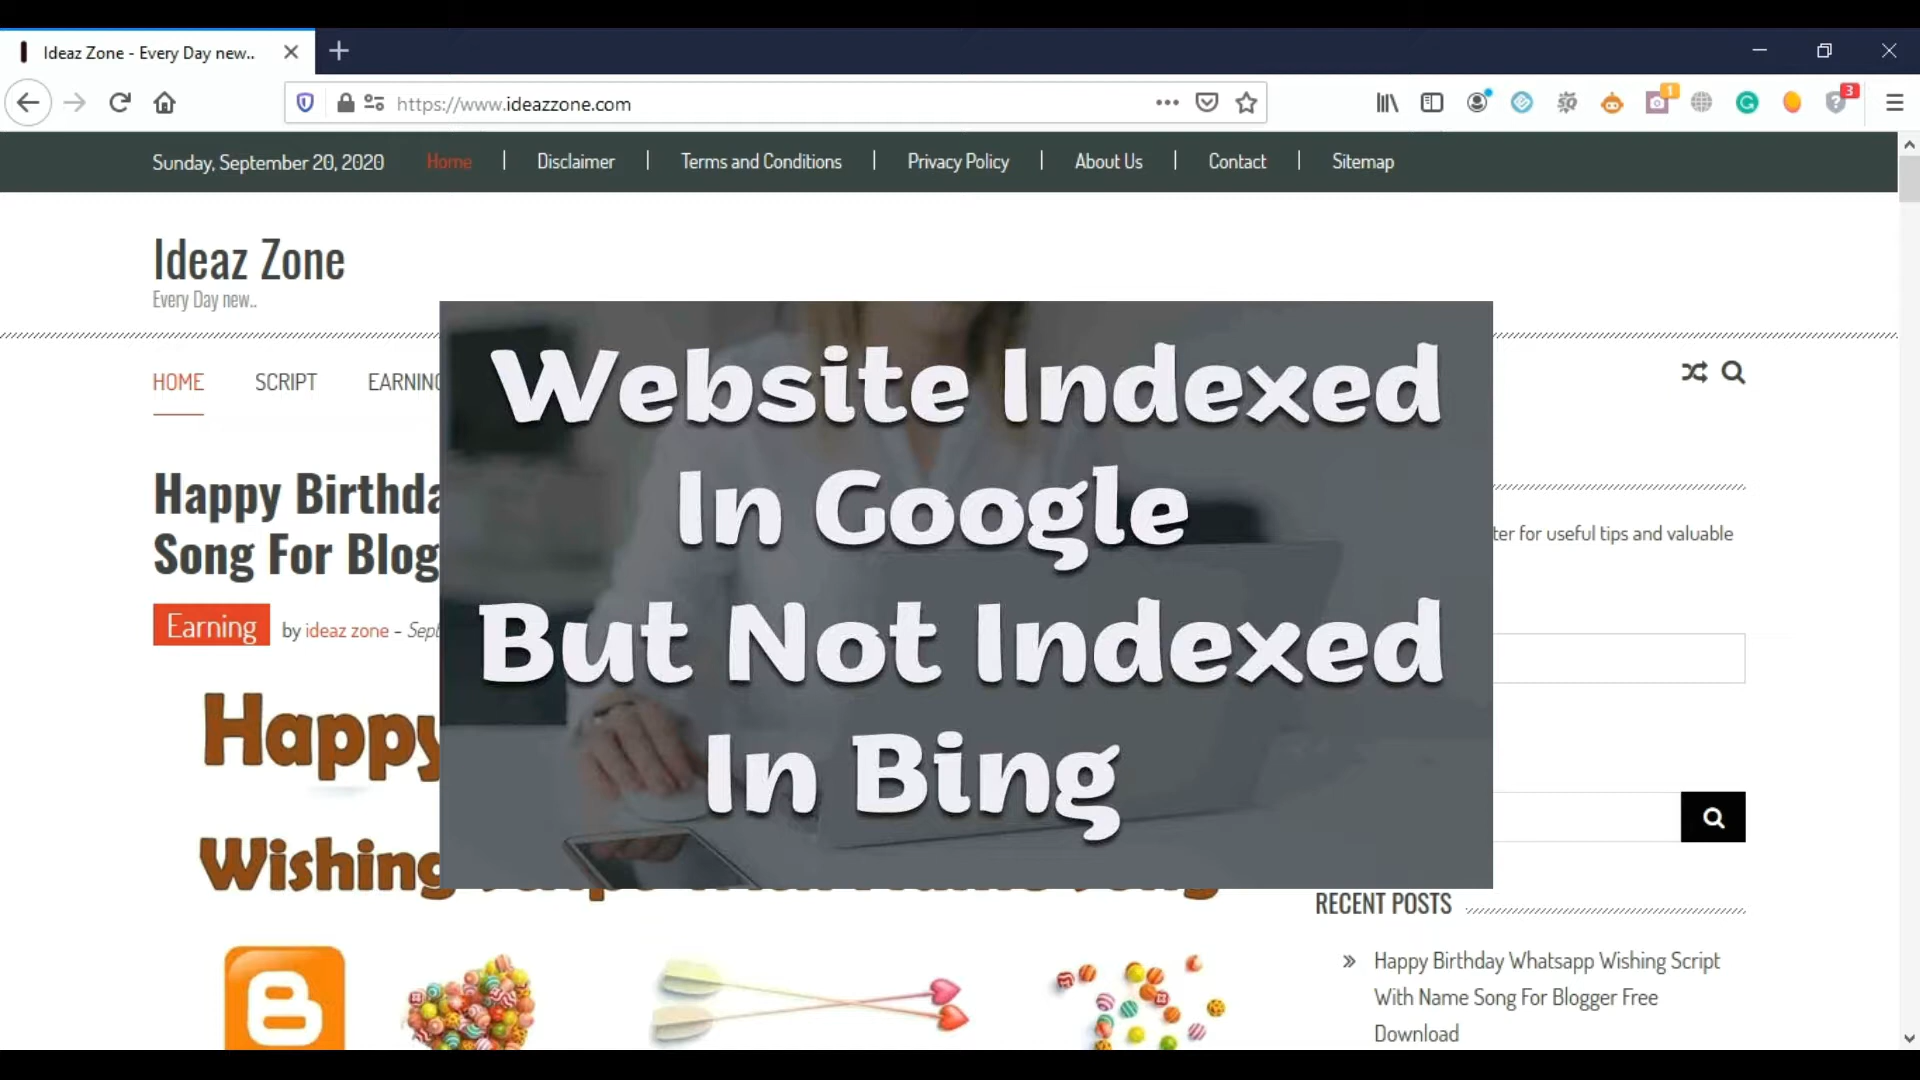 Ideaz Zone - Every Day new..
https://www.ideazzone.com
1
3
Sunday, September 20, 2020 Home | Disclaimer | Terms and Conditions | Privacy Policy | About Us | Contact | Sitemap
Ideaz Zone
Every Day new..
HOME SCRIPT EARNING
Website Indexed
In Google
But Not Indexed
In Bing
Happy Birthda
Song For Blog
ter for useful tips and valuable
Earning by ideaz zone - Sept
Happy
Wishing
RECENT POSTS
Happy Birthday Whatsapp Wishing Script
With Name Song For Blogger Free
Download